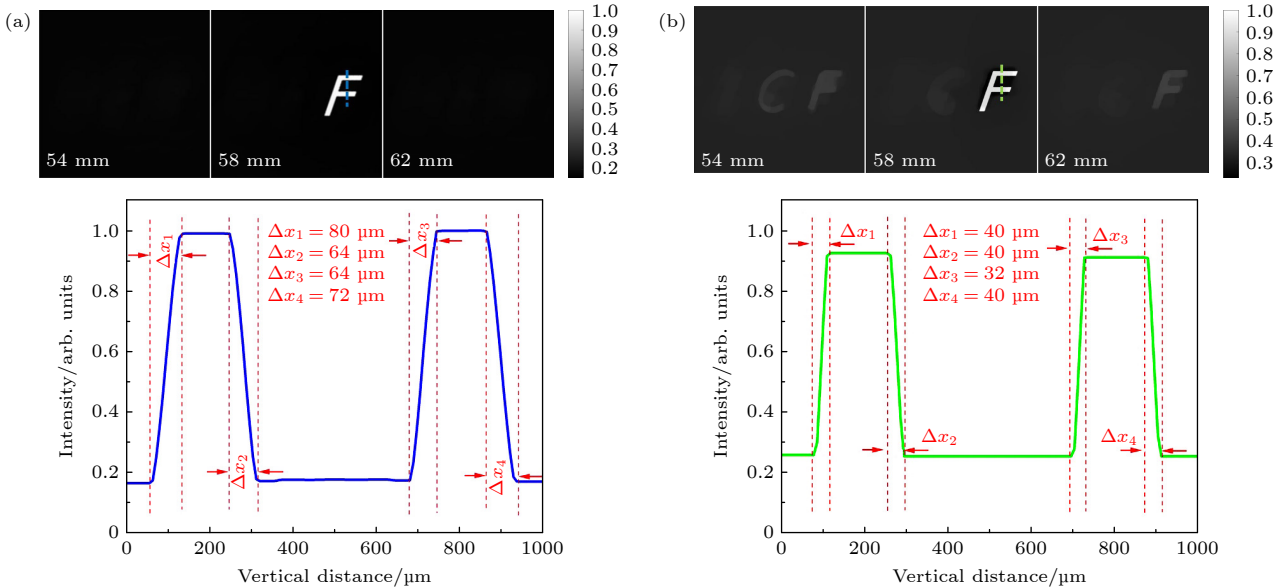 (a)
54 mm
58 mm
62 mm
F
1.0
0.9
0.8
0.7
0.6
0.5
0.4
0.3
0.2
Intensity/arb. units
1.0
0.8
0.6
0.4
0.2
0
Δx₁
Δx₂
Δx₃
Δx₄
Δx₁ = 80 μm
Δx₂ = 64 μm
Δx₃ = 64 μm
Δx₄ = 72 μm
0 200 400 600 800 1000
Vertical distance/μm
(b)
C F
F
F
54 mm
58 mm
62 mm
1.0
0.9
0.8
0.7
0.6
0.5
0.4
0.3
Intensity/arb. units
1.0
0.8
0.6
0.4
0.2
0
Δx₁
Δx₂
Δx₃
Δx₄
Δx₁ = 40 μm
Δx₂ = 40 μm
Δx₃ = 32 μm
Δx₄ = 40 μm
0 200 400 600 800 1000
Vertical distance/μm